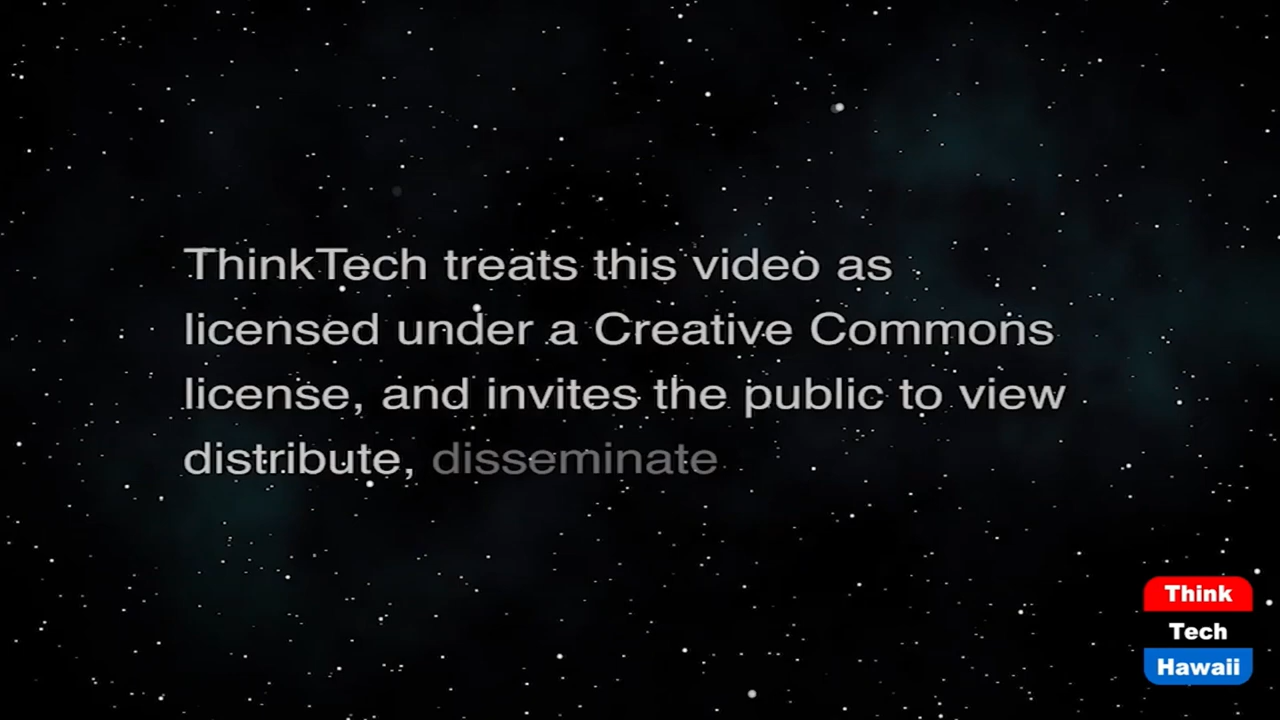 ThinkTech treats this video as
licensed under a Creative Commons
license, and invites the public to view
distribute, disseminate
Think
Tech
Hawaii